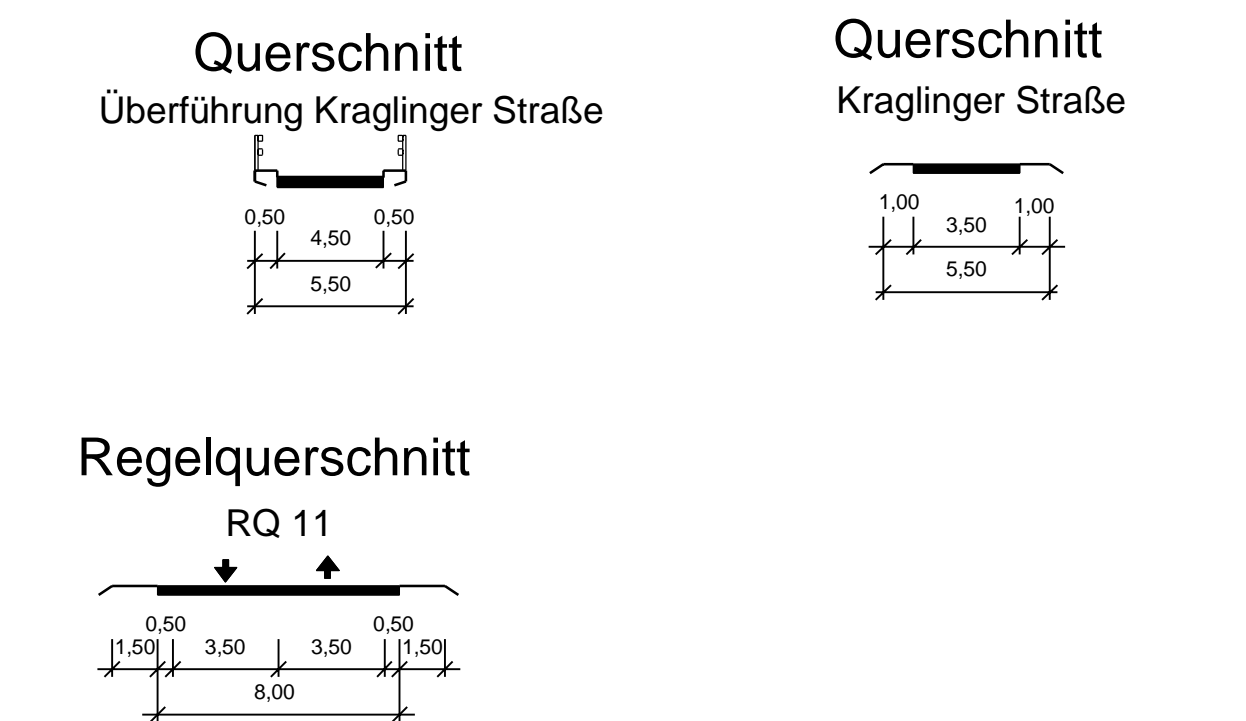 Querschnitt
Überführung Kraglinger Straße
0,50 0,50
4,50
5,50
Querschnitt
Kraglinger Straße
1,00 1,00
3,50
5,50
Regelquerschnitt
RQ 11
0,50 0,50
1,50 3,50 3,50 1,50
8,00